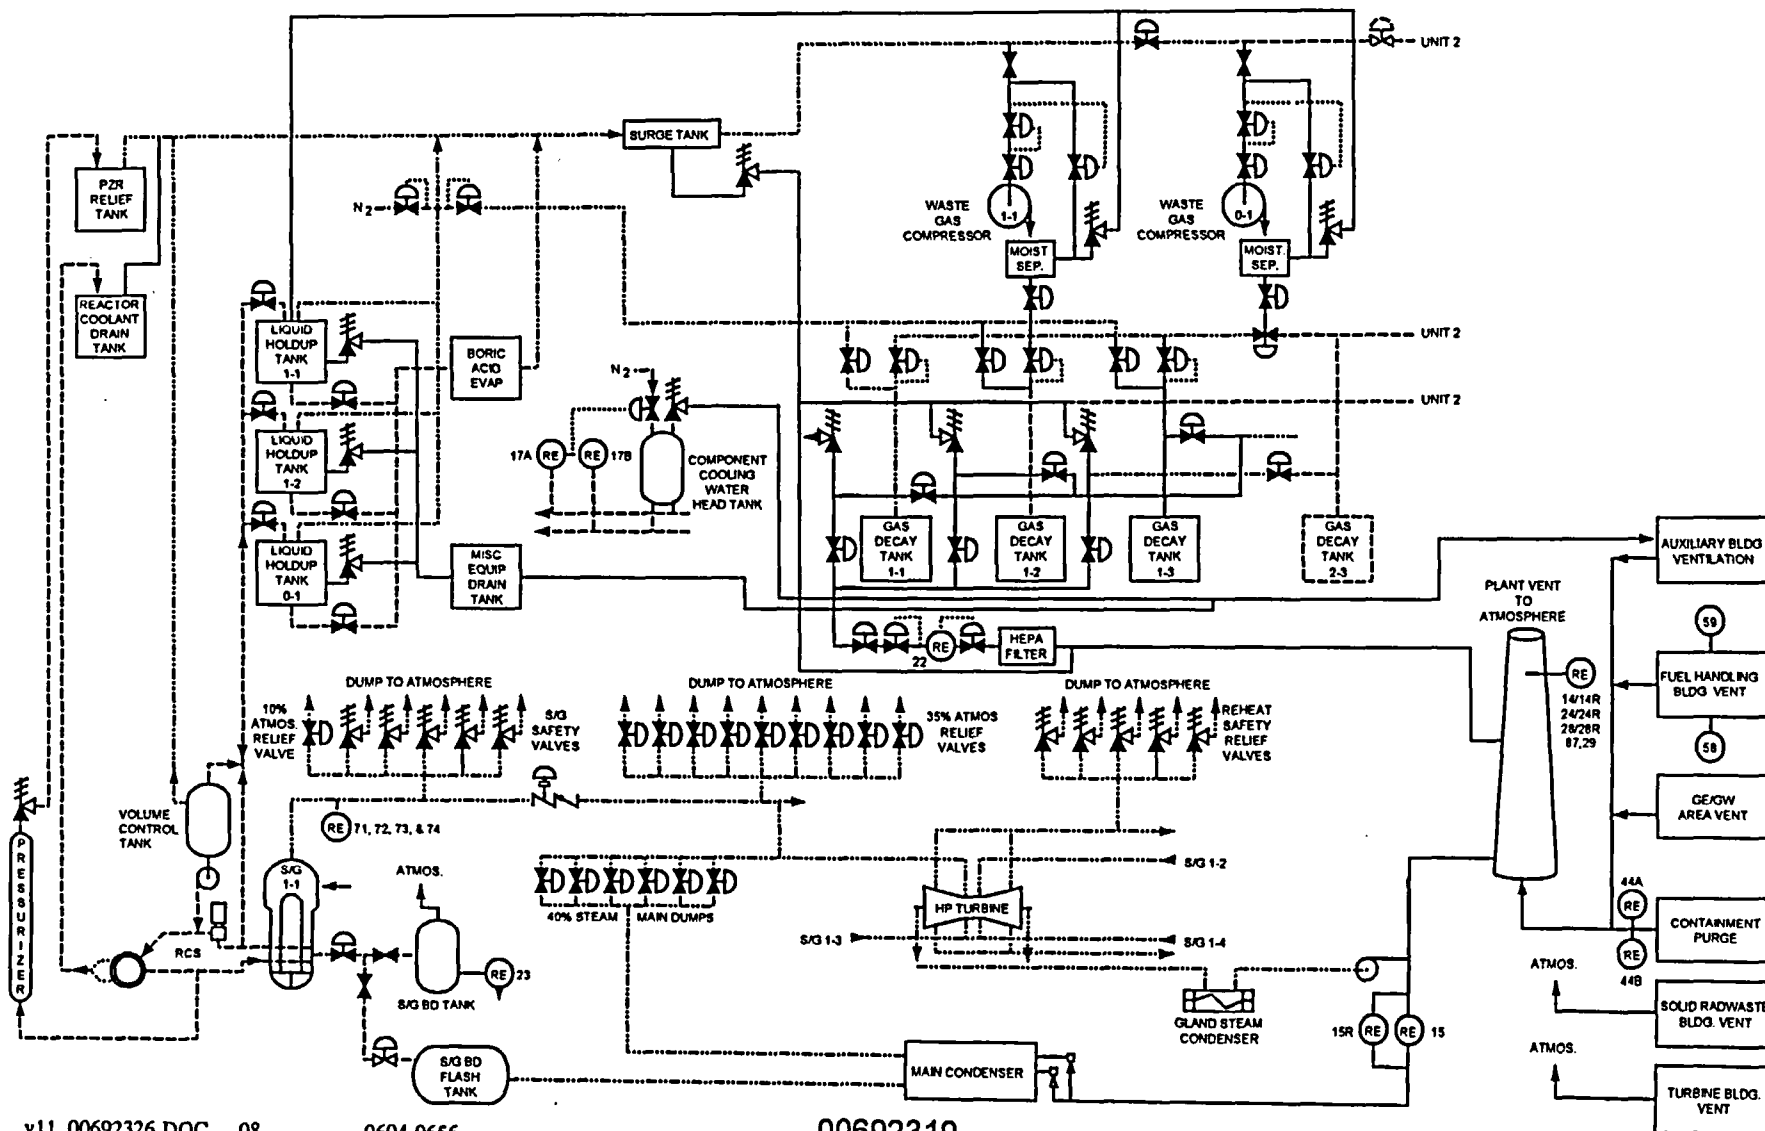 UNIT 2
SURGE TANK
PZR
RELIEF
TANK
N2
WASTE
GAS
COMPRESSOR
1-1
WASTE
GAS
COMPRESSOR
0-1
MOIST.
SEP.
MOIST.
SEP.
REACTOR
COOLANT
DRAIN
TANK
LIQUID
HOLDUP
TANK
1-1
BORIC
ACID
EVAP
N2
UNIT 2
UNIT 2
LIQUID
HOLDUP
TANK
1-2
17A
RE
RE
17B
COMPONENT
COOLING
WATER
HEAD TANK
LIQUID
HOLDUP
TANK
0-1
MISC
EQUIP
DRAIN
TANK
GAS
DECAY
TANK
1-1
GAS
DECAY
TANK
1-2
GAS
DECAY
TANK
1-3
GAS
DECAY
TANK
2-3
AUXILIARY BLDG
VENTILATION
PLANT VENT
TO
ATMOSPHERE
22
RE
HEPA
FILTER
59
FUEL HANDLING
BLDG VENT
58
RE
14/14R
24/24R
28/28R
87,29
DUMP TO ATMOSPHERE
10%
ATMOS.
RELIEF
VALVE
S/G
SAFETY
VALVES
DUMP TO ATMOSPHERE
35% ATMOS
RELIEF
VALVES
DUMP TO ATMOSPHERE
REHEAT
SAFETY
RELIEF
VALVES
GE/GW
AREA VENT
VOLUME
CONTROL
TANK
RE
71, 72, 73, & 74
PRESSURIZER
S/G
1-1
ATMOS.
40% STEAM
MAIN DUMPS
S/G 1-2
HP TURBINE
S/G 1-3
S/G 1-4
44A
RE
RE
44B
CONTAINMENT
PURGE
RCS
RE
23
S/G BD TANK
ATMOS.
GLAND STEAM
CONDENSER
15R
RE
RE
15
SOLID RADWASTE
BLDG. VENT
ATMOS.
S/G BD
FLASH
TANK
MAIN CONDENSER
TURBINE BLDG.
VENT